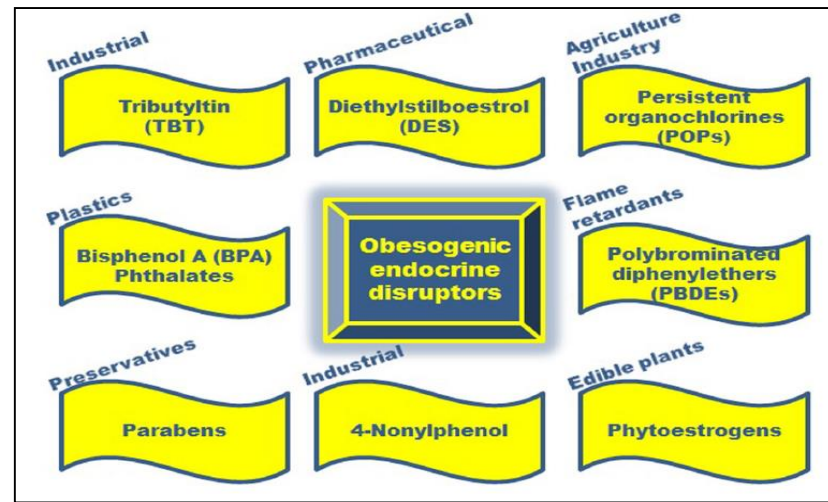 Industrial
Tributyltin
(TBT)
Pharmaceutical
Diethylstilboestrol
(DES)
Agriculture
Industry
Persistent
organochlorines
(POPs)
Plastics
Bisphenol A (BPA)
Phthalates
Obesogenic
endocrine
disruptors
Flame
retardants
Polybrominated
diphenylethers
(PBDEs)
Preservatives
Parabens
Industrial
4-Nonylphenol
Edible plants
Phytoestrogens